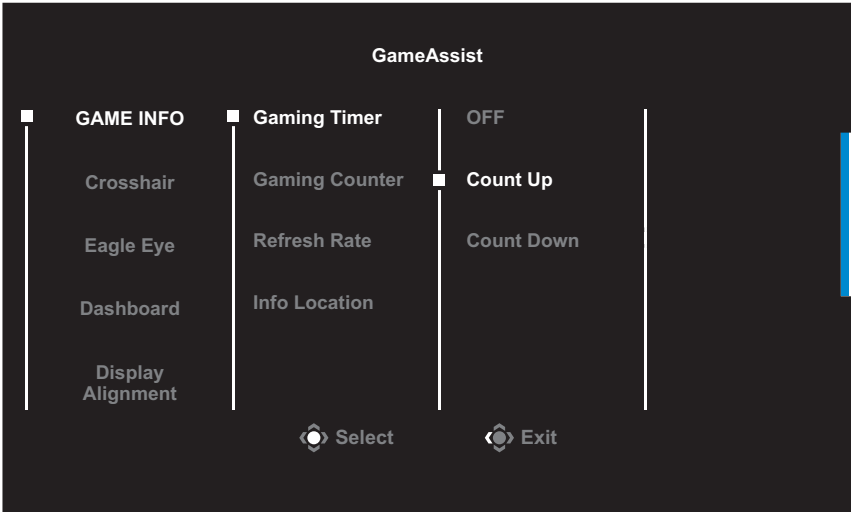 GameAssist
GAME INFO
Crosshair
Eagle Eye
Dashboard
Display
Alignment
Gaming Timer
Gaming Counter
Refresh Rate
Info Location
OFF
Count Up
Count Down
Select
Exit